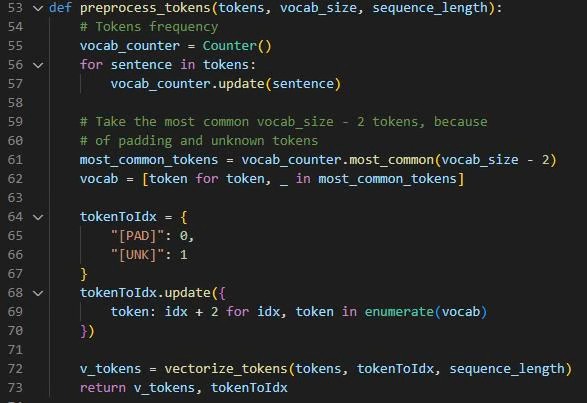 53 def preprocess_tokens(tokens, vocab_size, sequence_length):
54     # Tokens frequency
55     vocab_counter = Counter()
56     for sentence in tokens:
57         vocab_counter.update(sentence)
58
59     # Take the most common vocab_size - 2 tokens, because
60     # of padding and unknown tokens
61     most_common_tokens = vocab_counter.most_common(vocab_size - 2)
62     vocab = [token for token, _ in most_common_tokens]
63
64     tokenToIdx = {
65         "[PAD]": 0,
66         "[UNK]": 1
67     }
68     tokenToIdx.update({
69         token: idx + 2 for idx, token in enumerate(vocab)
70     })
71
72     v_tokens = vectorize_tokens(tokens, tokenToIdx, sequence_length)
73     return v_tokens, tokenToIdx